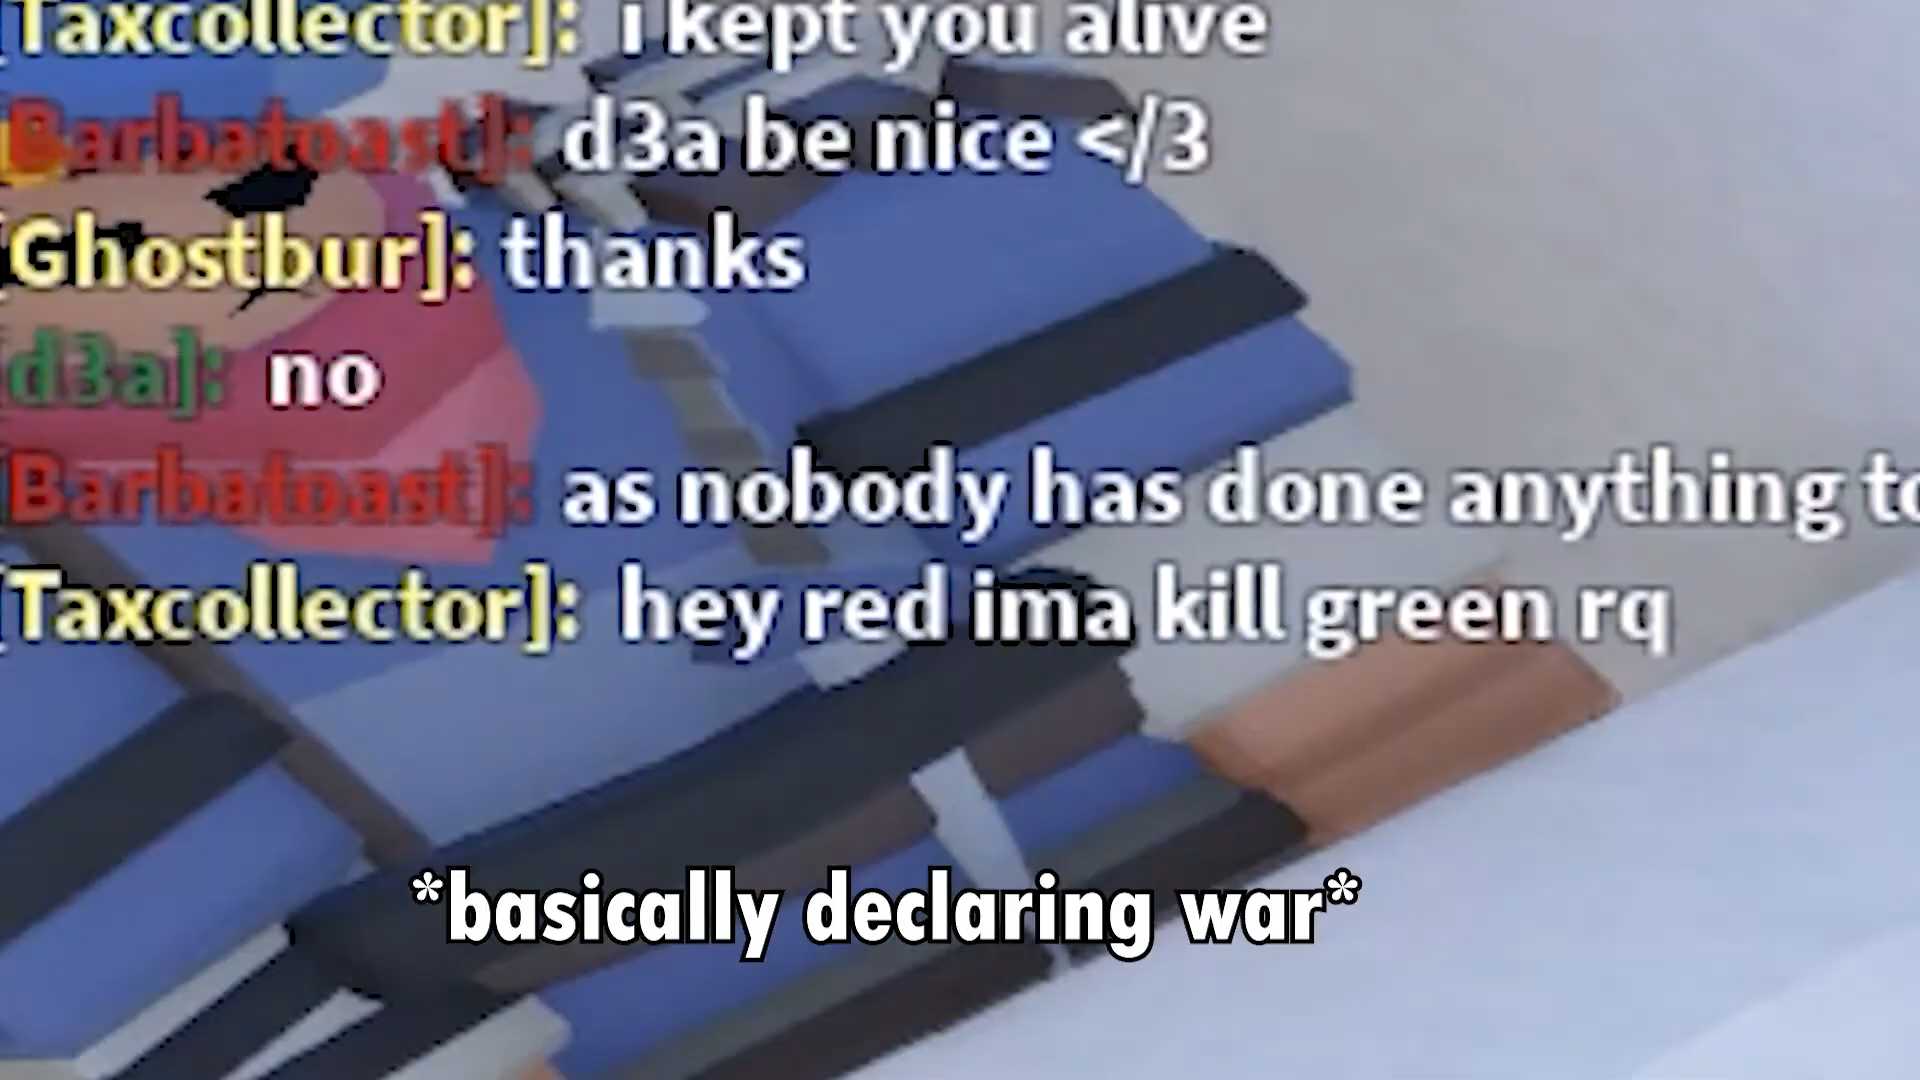 [Taxcollector]: i kept you alive
[Barbatoast]: d3a be nice </3
[Ghostbur]: thanks
[d3a]: no
[Barbatoast]: as nobody has done anything to
[Taxcollector]: hey red ima kill green rq
*basically declaring war*